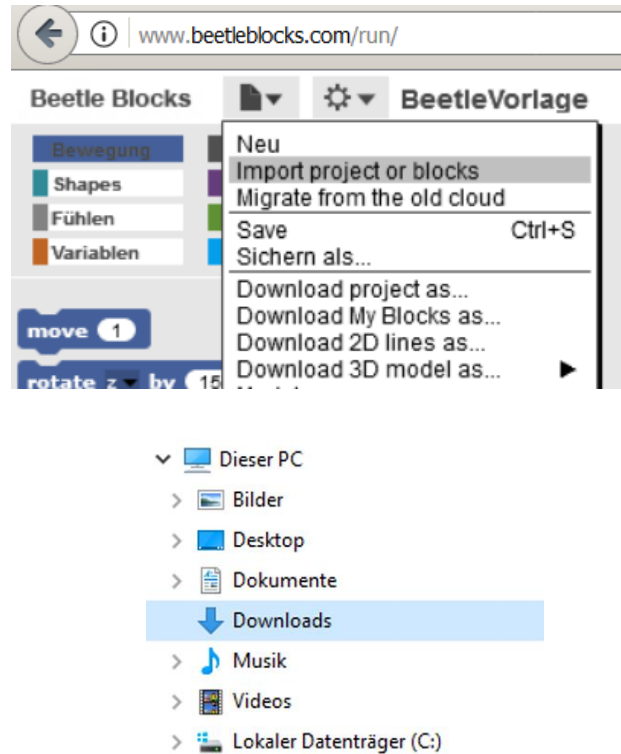 www.beetleblocks.com/run/
Beetle Blocks BeetleVorlage
Bewegung
Shapes
Fühlen
Variablen
Neu
Import project or blocks
Migrate from the old cloud
Save Ctrl+S
Sichern als...
Download project as...
Download My Blocks as...
Download 2D lines as...
Download 3D model as...
move 1
rotate z by 15
Dieser PC
Bilder
Desktop
Dokumente
Downloads
Musik
Videos
Lokaler Datenträger (C:)